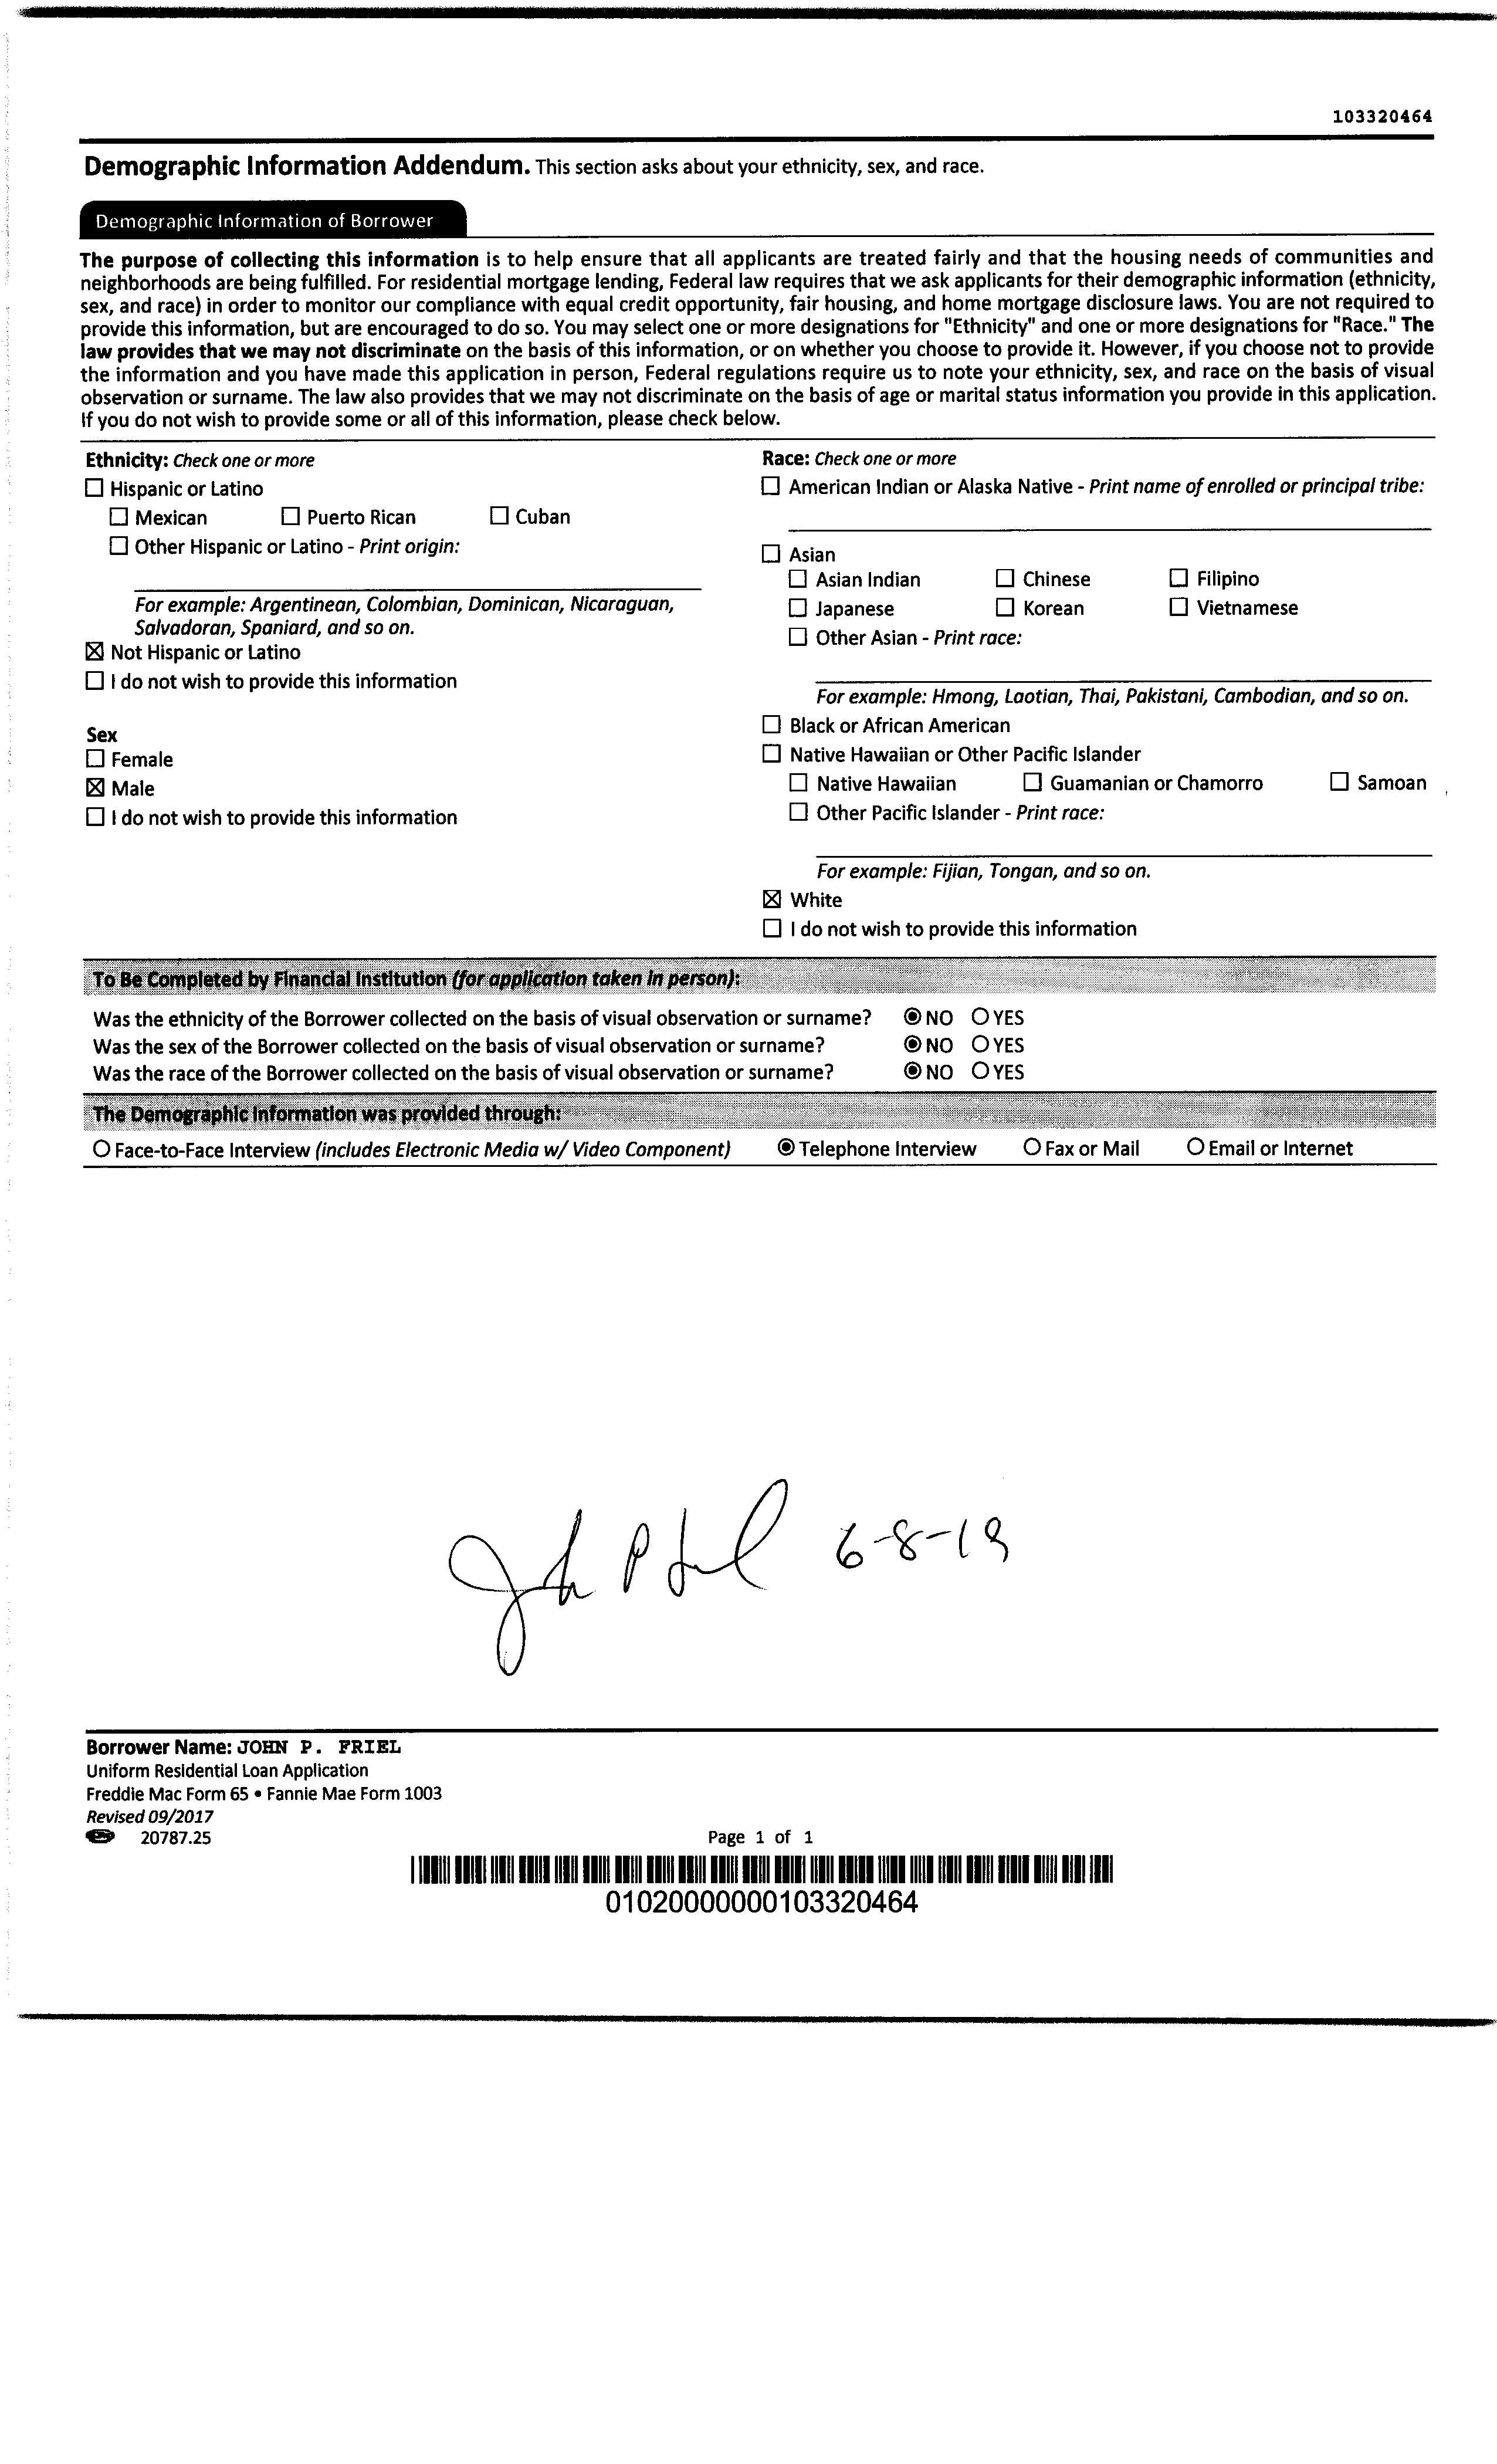 103320464
Demographic Information Addendum. This section asks about your ethnicity, sex, and race.
Demographic Information of Borrower
The purpose of collecting this information is to help ensure that all applicants are treated fairly and that the housing needs of communities and
neighborhoods are being fulfilled. For residential mortgage lending, Federal law requires that we ask applicants for their demographic information (ethnicity,
sex, and race) in order to monitor our compliance with equal credit opportunity, fair housing, and home mortgage disclosure laws. You are not required to
provide this information, but are encouraged to do so. You may select one or more designations for "Ethnicity" and one or more designations for "Race." The
law provides that we may not discriminate on the basis of this information, or on whether you choose to provide it. However, if you choose not to provide
the information and you have made this application in person, Federal regulations require us to note your ethnicity, sex, and race on the basis of visual
observation or surname. The law also provides that we may not discriminate on the basis of age or marital status information you provide in this application.
If you do not wish to provide some or all of this information, please check below.
Ethnicity: Check one or more
☐ Hispanic or Latino
☐ Mexican ☐ Puerto Rican ☐ Cuban
☐ Other Hispanic or Latino - Print origin:
For example: Argentinean, Colombian, Dominican, Nicaraguan,
Salvadoran, Spaniard, and so on.
☒ Not Hispanic or Latino
☐ I do not wish to provide this information
Sex
☐ Female
☒ Male
☐ I do not wish to provide this information
Race: Check one or more
☐ American Indian or Alaska Native - Print name of enrolled or principal tribe:
☐ Asian
☐ Asian Indian ☐ Chinese ☐ Filipino
☐ Japanese ☐ Korean ☐ Vietnamese
☐ Other Asian - Print race:
For example: Hmong, Laotian, Thai, Pakistani, Cambodian, and so on.
☐ Black or African American
☐ Native Hawaiian or Other Pacific Islander
☐ Native Hawaiian ☐ Guamanian or Chamorro ☐ Samoan
☐ Other Pacific Islander - Print race:
For example: Fijian, Tongan, and so on.
☒ White
☐ I do not wish to provide this information
To Be Completed by Financial Institution (for application taken in person):
Was the ethnicity of the Borrower collected on the basis of visual observation or surname? ◉ NO ○ YES
Was the sex of the Borrower collected on the basis of visual observation or surname? ◉ NO ○ YES
Was the race of the Borrower collected on the basis of visual observation or surname? ◉ NO ○ YES
The Demographic Information was provided through:
○ Face-to-Face Interview (includes Electronic Media w/ Video Component) ◉ Telephone Interview ○ Fax or Mail ○ Email or Internet
6-8-19
Borrower Name: JOHN P. FRIEL
Uniform Residential Loan Application
Freddie Mac Form 65 • Fannie Mae Form 1003
Revised 09/2017
20787.25
Page 1 of 1
01020000000103320464